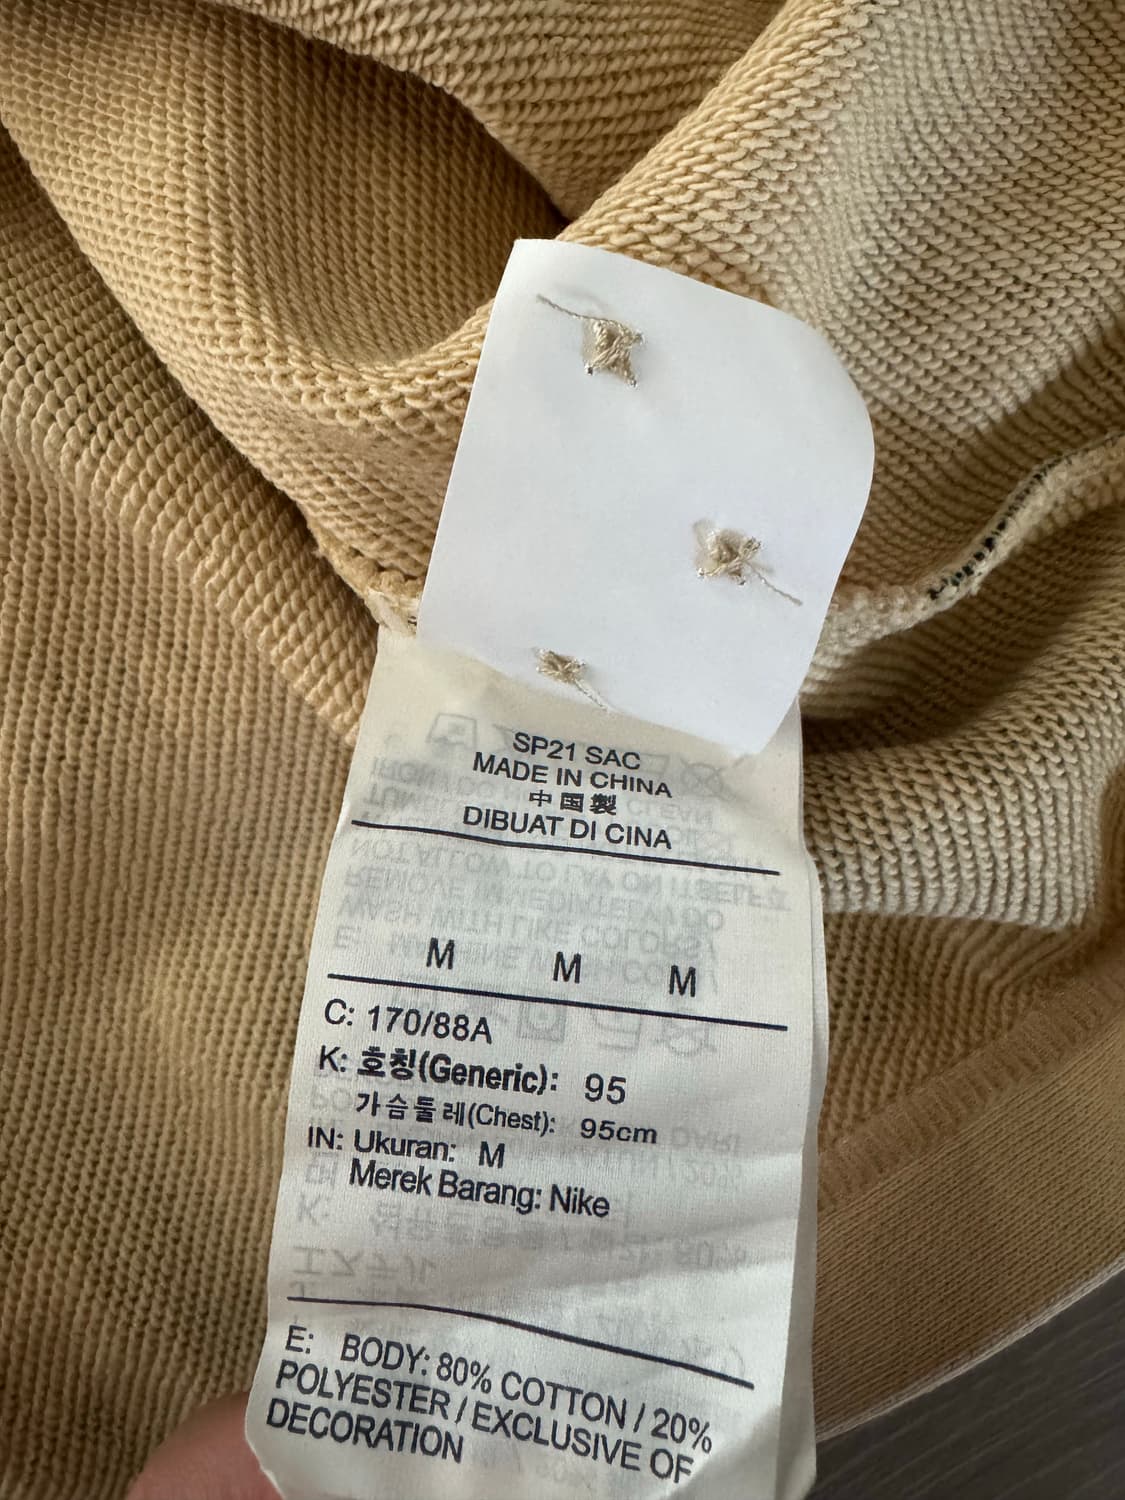 SP21 SAC
MADE IN CHINA
中国製
DIBUAT DI CINA
M M M
C: 170/88A
K: 호칭(Generic): 95
가슴둘레(Chest): 95cm
IN: Ukuran: M
Merek Barang: Nike
E: BODY: 80% COTTON / 20%
POLYESTER / EXCLUSIVE OF
DECORATION